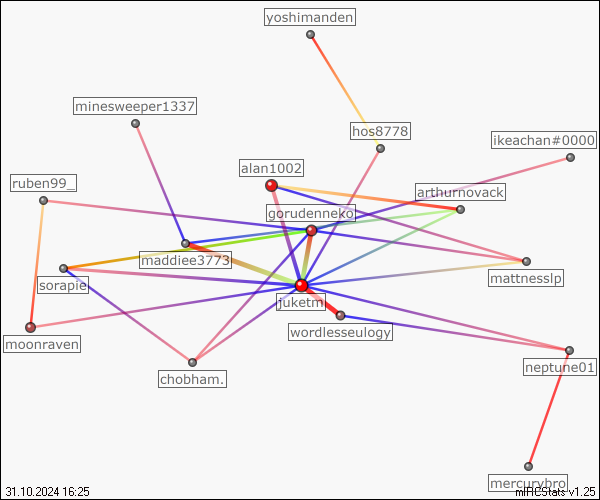 yoshimanden
minesweeper1337
hos8778
ikeachan#0000
alan1002
ruben99_
arthurnovack
gorudenneko
maddiee3773
mattnesslp
sorapie
juketm
wordlesseulogy
moonraven
neptune01
chobham.
mercurybro
31.10.2024 16:25
mIRCStats v1.25